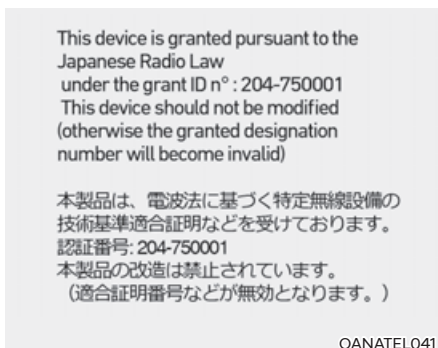 This device is granted pursuant to the
Japanese Radio Law
under the grant ID n° : 204-750001
This device should not be modified
(otherwise the granted designation
number will become invalid)
本製品は、電波法に基づく特定無線設備の
技術基準適合証明などを受けております。
認証番号: 204-750001
本製品の改造は禁止されています。
（適合証明番号などが無効となります。）
OANATEL041